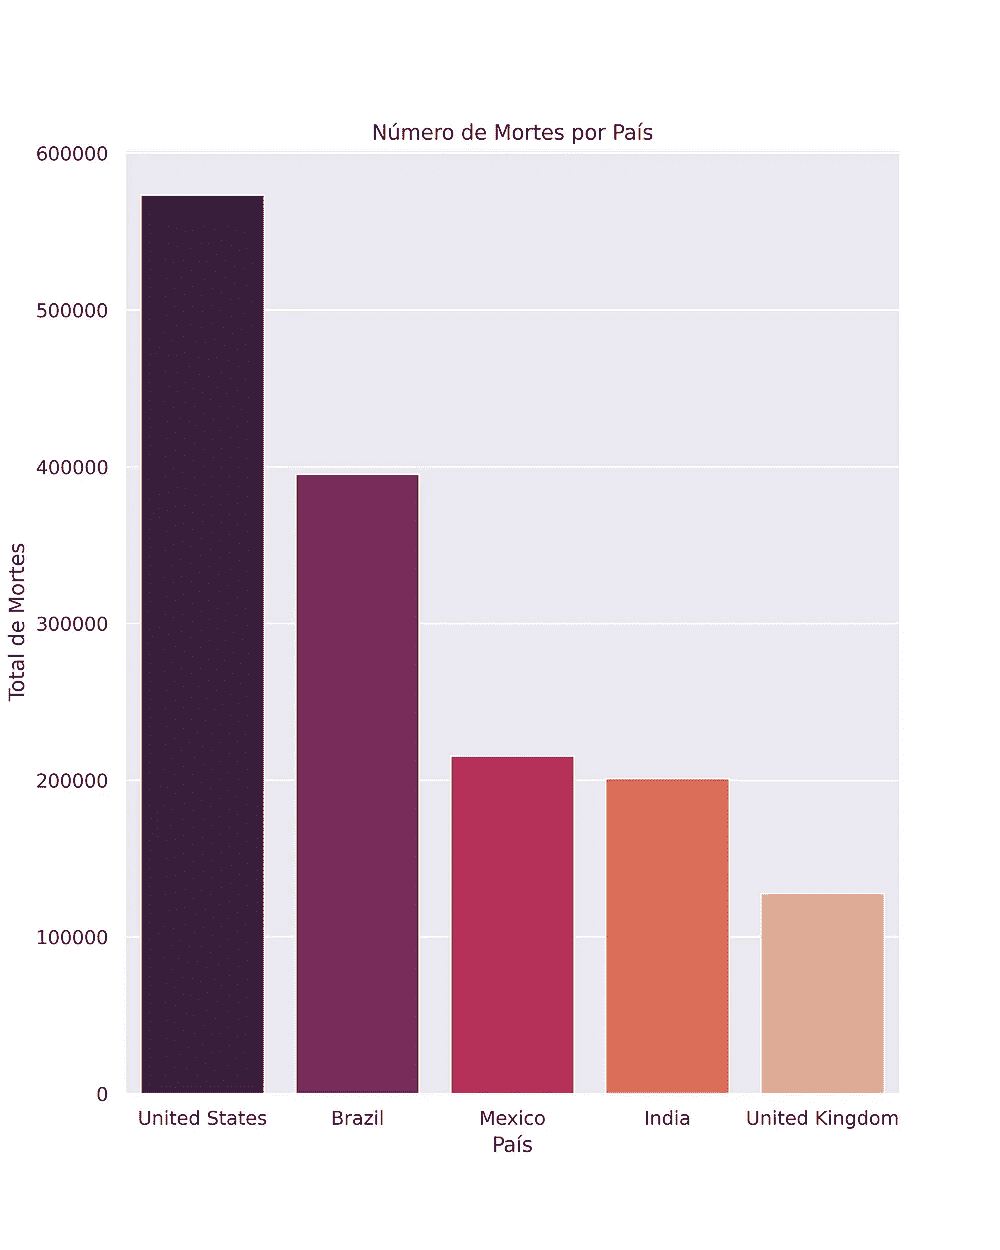 Número de Mortes por País
600000
500000
400000
300000
200000
100000
0
Total de Mortes
United States Brazil Mexico India United Kingdom
País